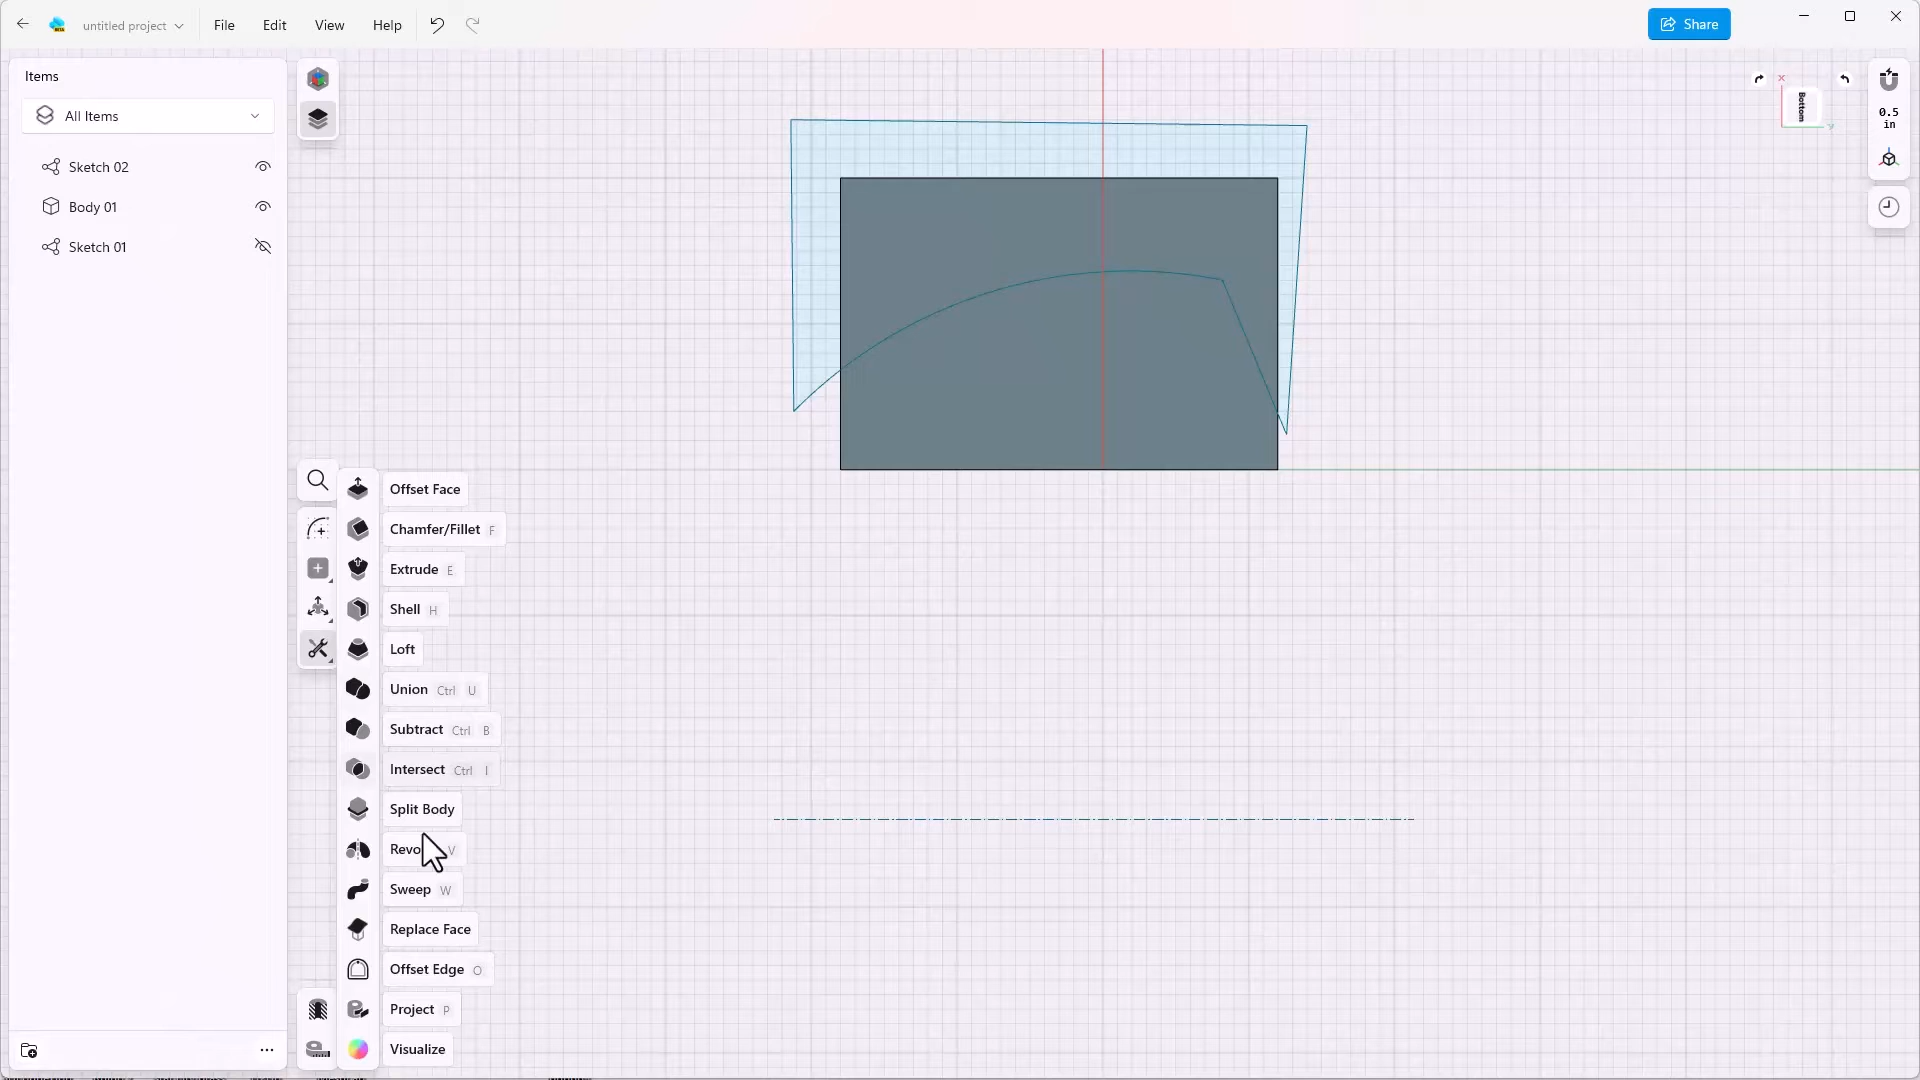 untitled project
File
Edit
View
Help
Share
Items
All Items
Sketch 02
Body 01
Sketch 01
x
Bottom
y
0.5
in
Offset Face
Chamfer/Fillet F
Extrude E
Shell H
Loft
Union Ctrl U
Subtract Ctrl B
Intersect Ctrl I
Split Body
Revo V
Sweep W
Replace Face
Offset Edge O
Project P
Visualize